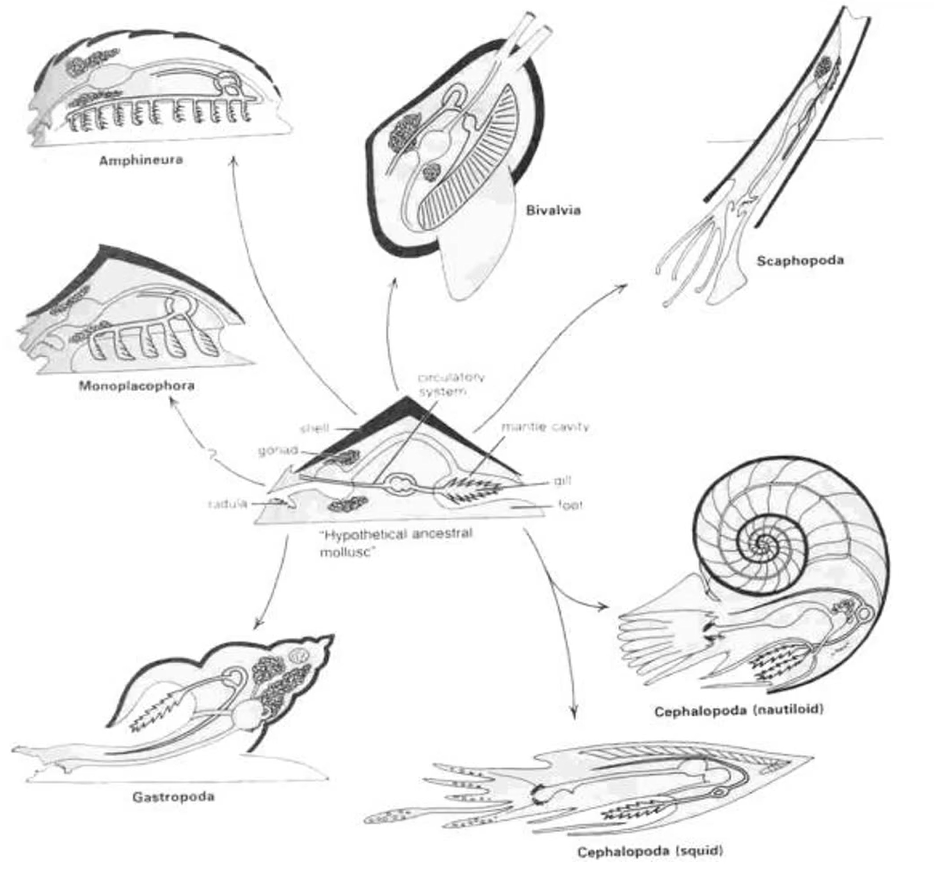 Amphineura
Bivalvia
Scaphopoda
Monoplacophora
circulatory
system
shell
mantle cavity
gonad
?
gill
radula
foot
"Hypothetical ancestral
mollusc"
Cephalopoda (nautiloid)
Gastropoda
Cephalopoda (squid)